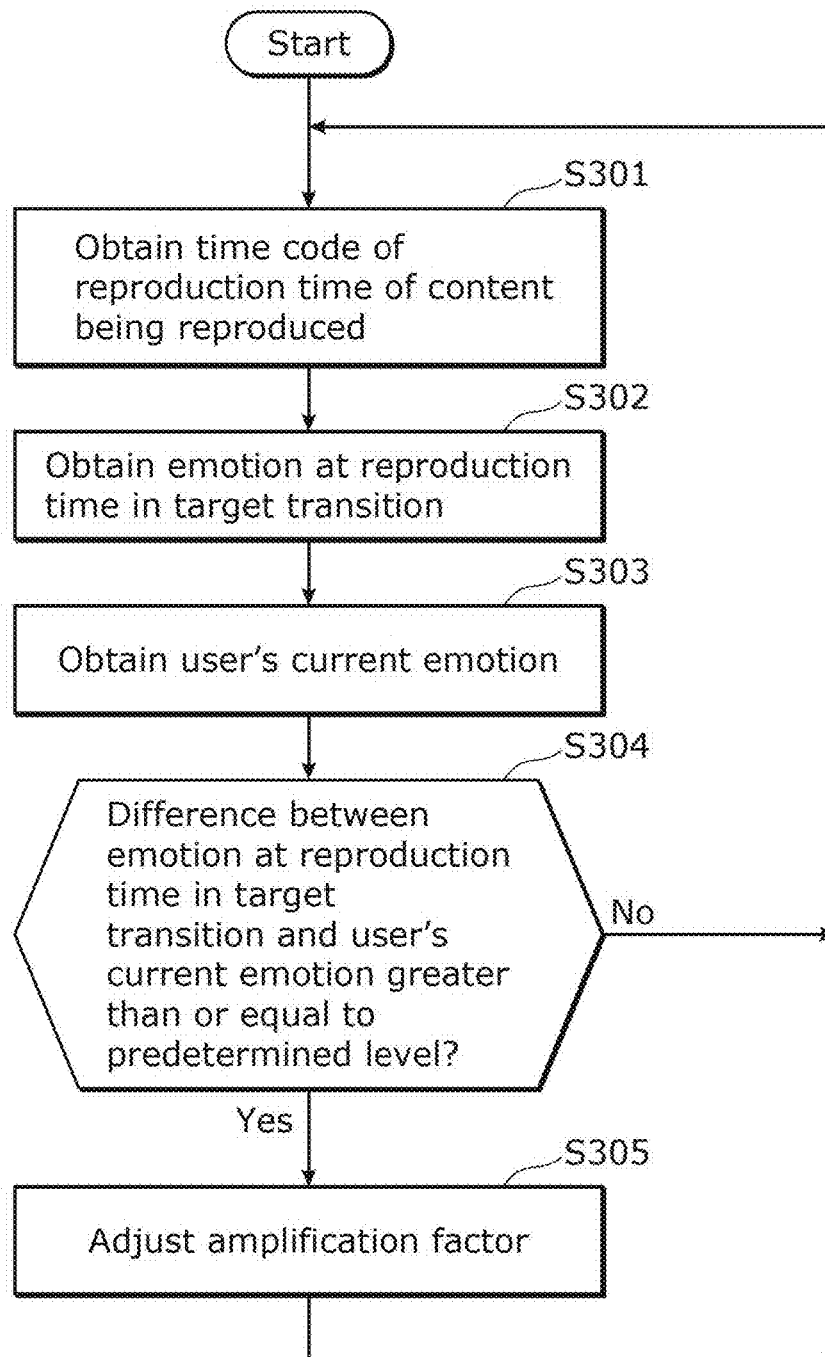 Start
S301
Obtain time code of
reproduction time of content
being reproduced
S302
Obtain emotion at reproduction
time in target transition
S303
Obtain user's current emotion
S304
Difference between
emotion at reproduction
time in target
transition and user's
current emotion greater
than or equal to
predetermined level?
No
Yes
S305
Adjust amplification factor